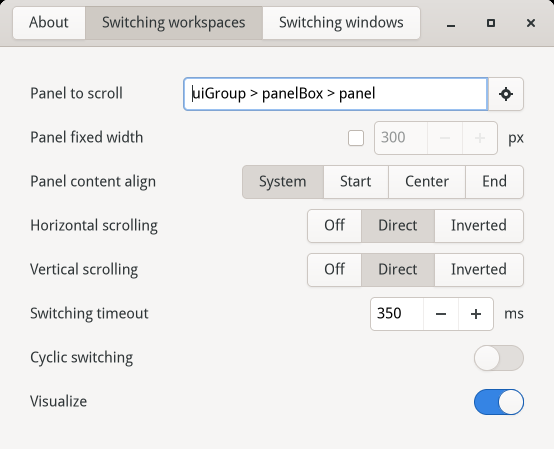 About Switching workspaces Switching windows
Panel to scroll uiGroup > panelBox > panel
Panel fixed width 300 px
Panel content align System Start Center End
Horizontal scrolling Off Direct Inverted
Vertical scrolling Off Direct Inverted
Switching timeout 350 ms
Cyclic switching
Visualize